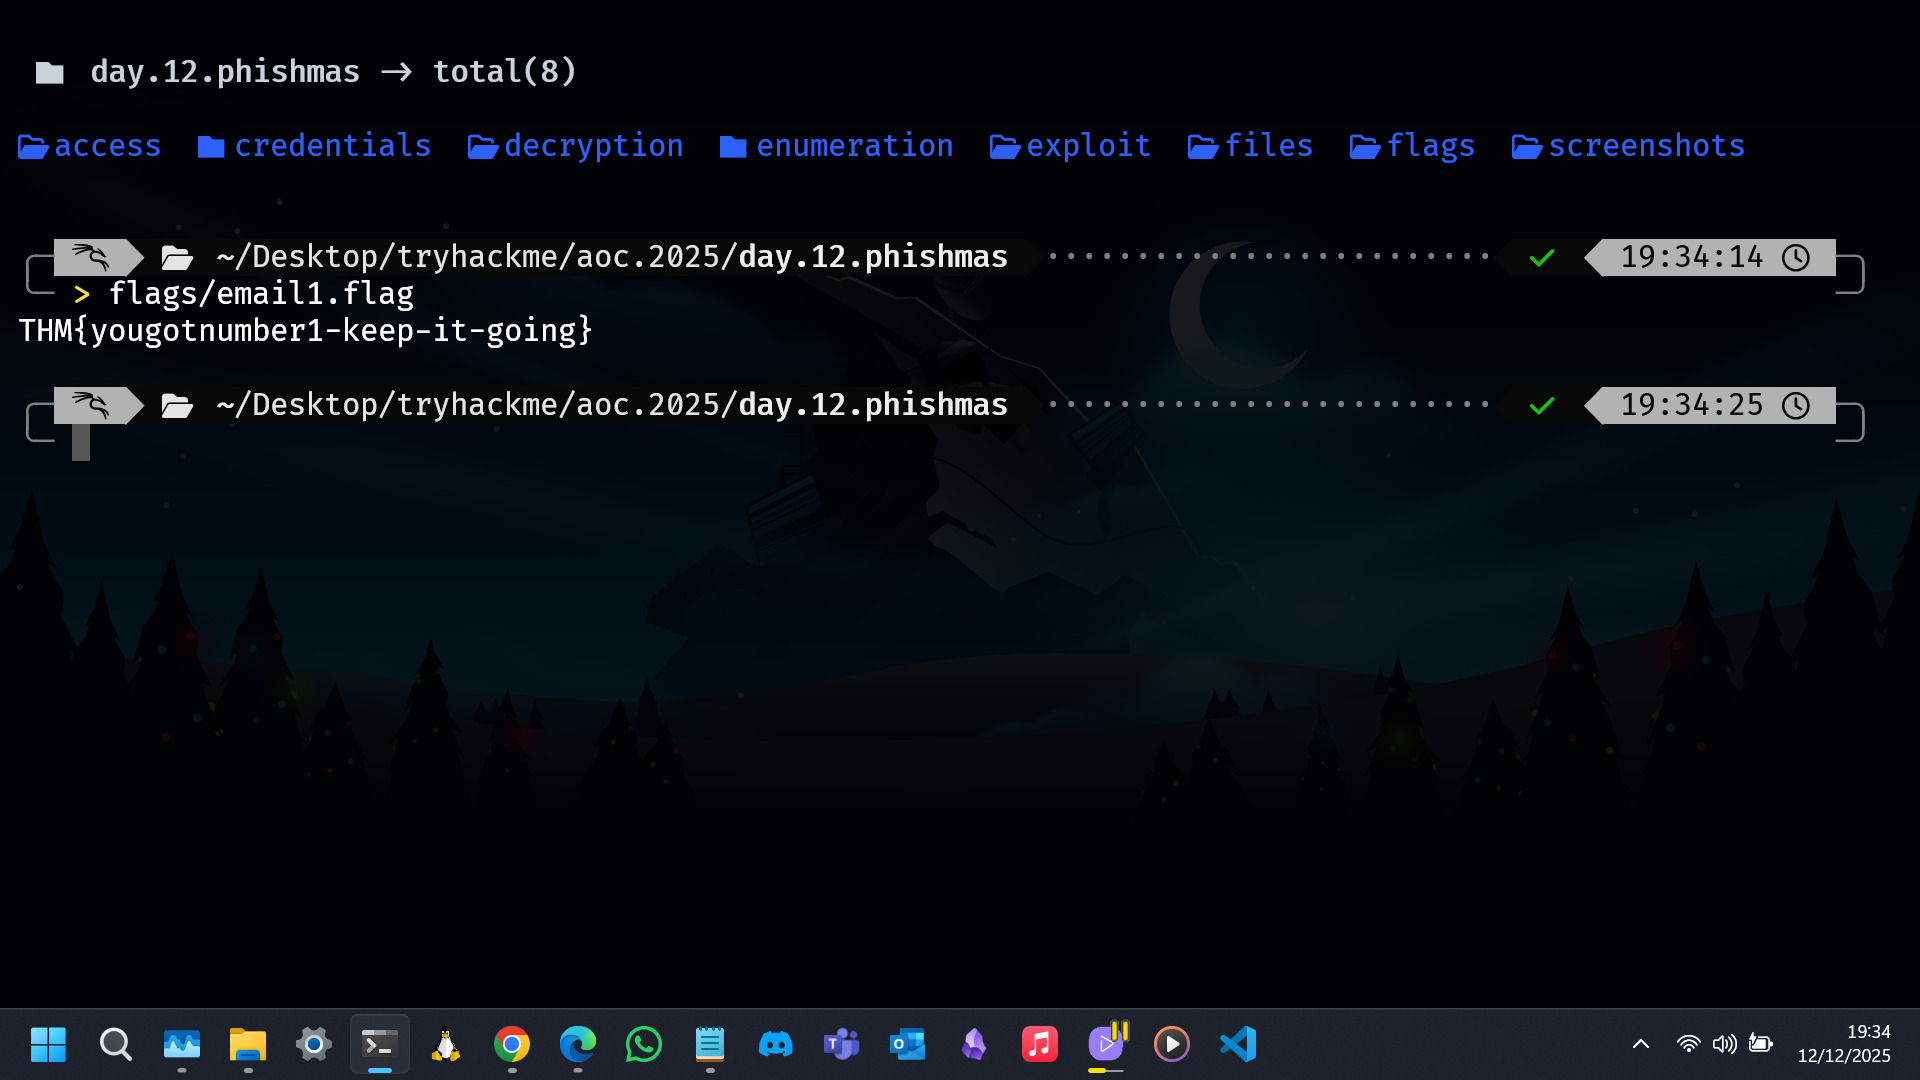 day.12.phishmas → total(8)
access credentials decryption enumeration exploit files flags screenshots
~/Desktop/tryhackme/aoc.2025/day.12.phishmas 19:34:14
> flags/email1.flag
THM{yougotnumber1-keep-it-going}
~/Desktop/tryhackme/aoc.2025/day.12.phishmas 19:34:25
19:34
12/12/2025